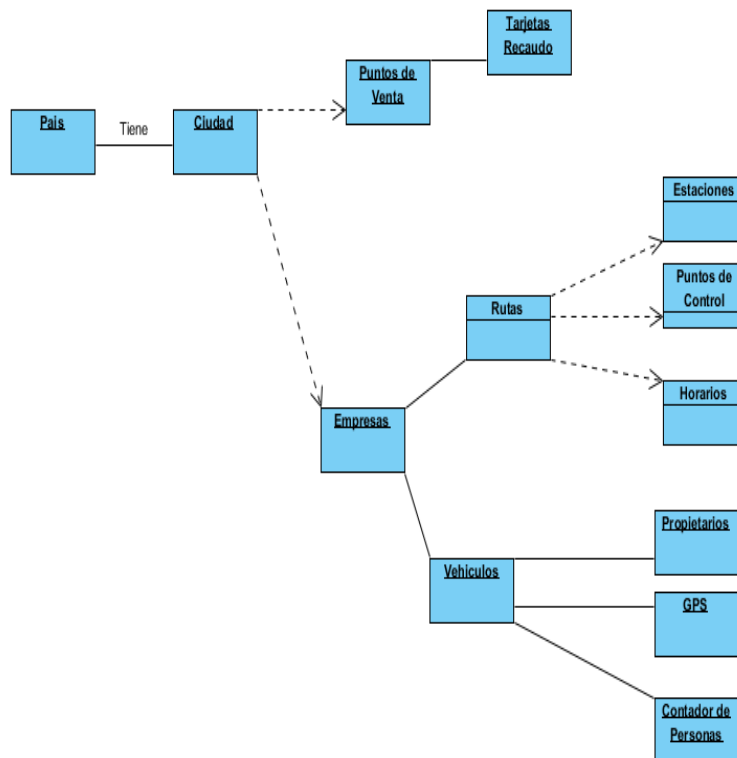 Tarjetas
Recaudo
Puntos de
Venta
Pais
Tiene
Ciudad
Estaciones
Puntos de
Control
Rutas
Horarios
Empresas
Propietarios
Vehiculos
GPS
Contador de
Personas